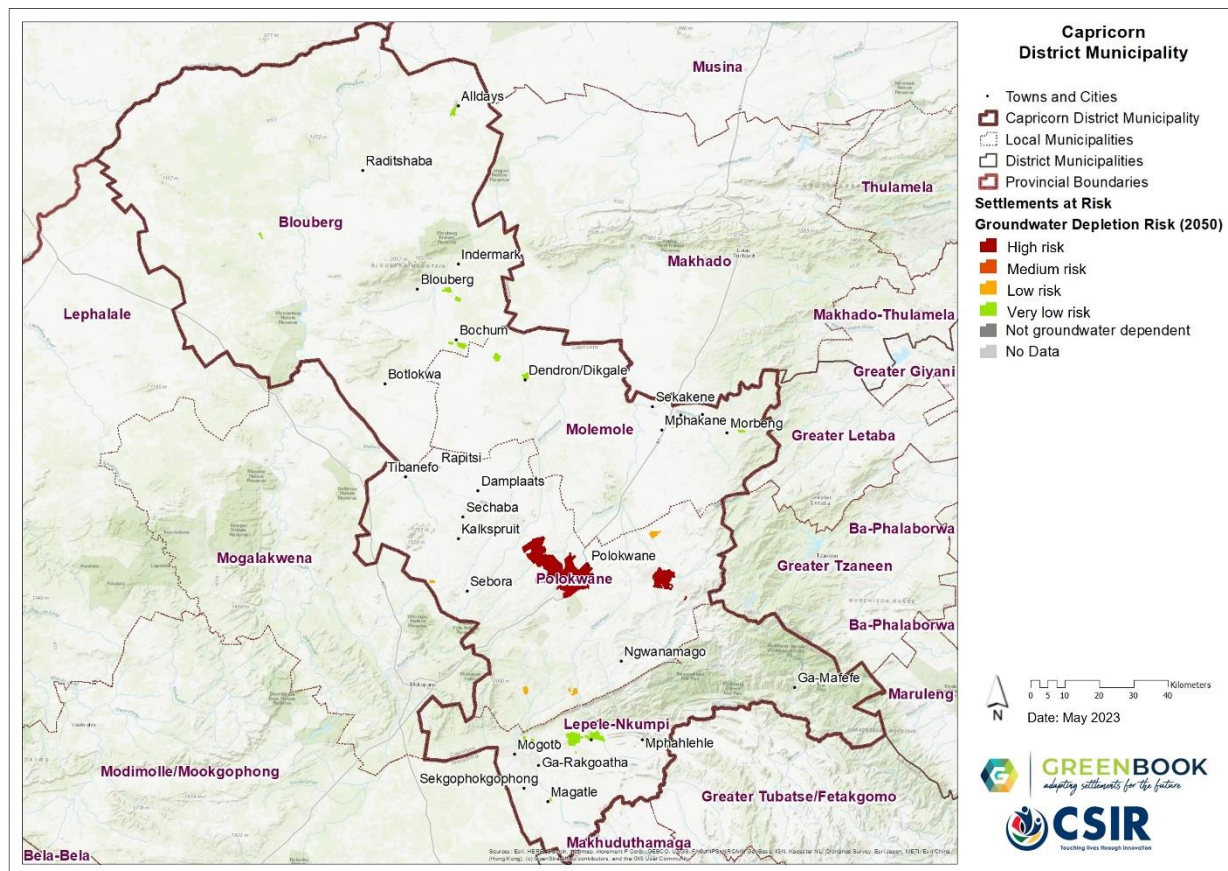 Musina
Alldays
Raditshaba
Thulamela
Blouberg
Indermark
Makhado
Blouberg
Lephalale
Makhado-Thulamela
Bochum
Greater Giyani
Botlokwa
Dendron/Dikgale
Sekakene
Molemole
Mphakane
Morbeng
Greater Letaba
Rapitsi
Tibanefo
Damplaats
Sechaba
Ba-Phalaborwa
Kalkspruit
Mogalakwena
Polokwane
Greater Tzaneen
Polokwane
Sebora
Ba-Phalaborwa
Ngwanamago
Ga-Mafefe
Maruleng
Lepele-Nkumpi
Mogoto
Mphahlehle
Ga-Rakgoatha
Modimolle/Mookgophong
Sekgophokgophong
Magatle
Greater Tubatse/Fetakgomo
Makhuduthamaga
Bela-Bela
Capricorn
District Municipality
Towns and Cities
Capricorn District Municipality
Local Municipalities
District Municipalities
Provincial Boundaries
Settlements at Risk
Groundwater Depletion Risk (2050)
High risk
Medium risk
Low risk
Very low risk
Not groundwater dependent
No Data
N
Kilometers
0 5 10 20 30 40
Date: May 2023
GREENBOOK
adapting settlements for the future
CSIR
Touching lives through innovation